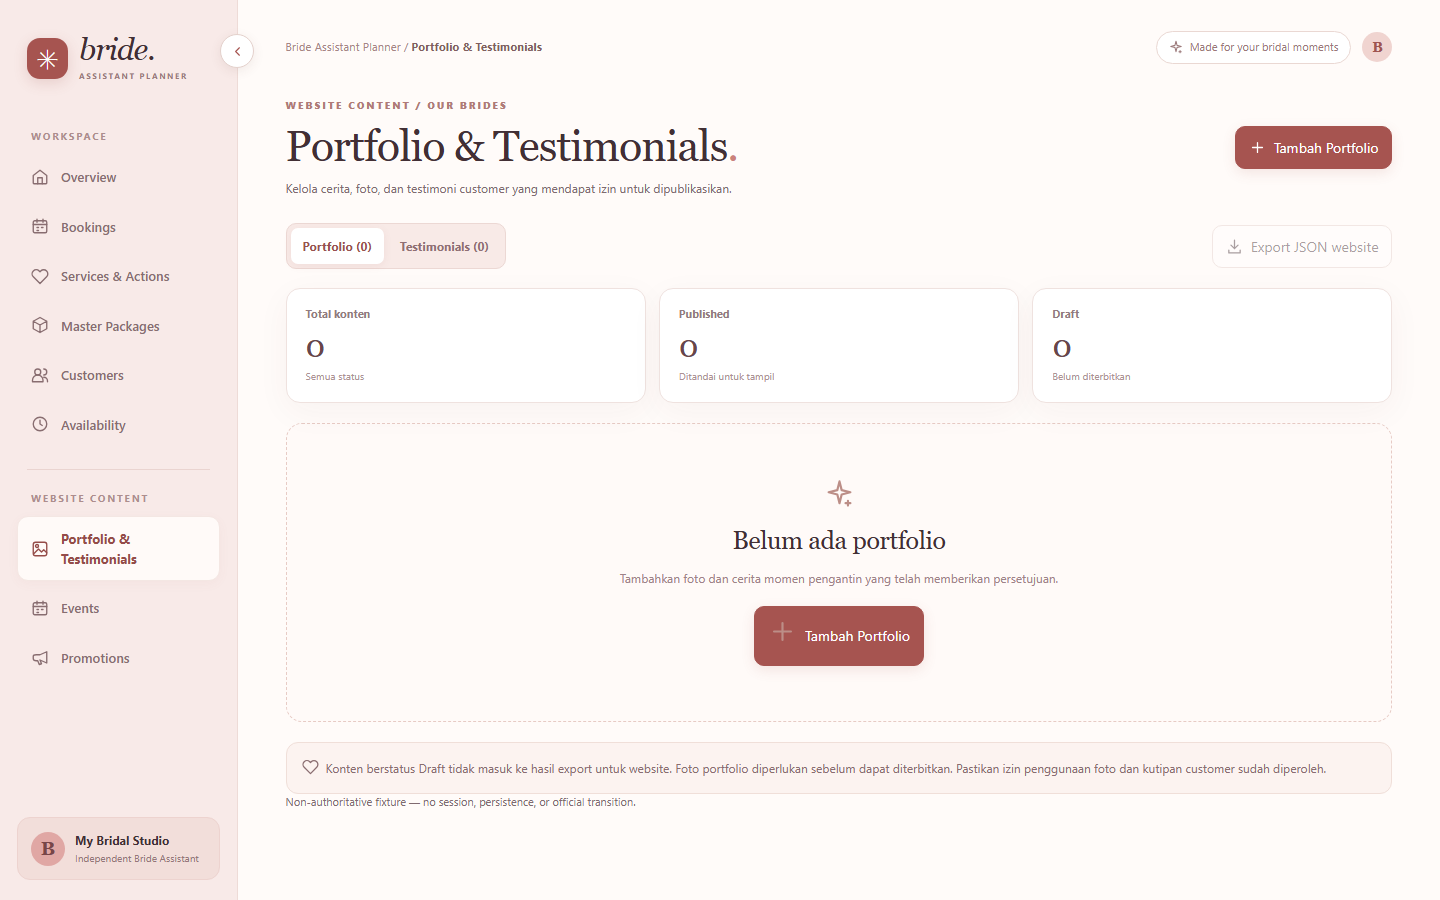 bride.
ASSISTANT PLANNER
WORKSPACE
Overview
Bookings
Services & Actions
Master Packages
Customers
Availability
WEBSITE CONTENT
Portfolio &
Testimonials
Events
Promotions
B
My Bridal Studio
Independent Bride Assistant
Bride Assistant Planner / Portfolio & Testimonials
Made for your bridal moments
B
WEBSITE CONTENT / OUR BRIDES
Portfolio & Testimonials.
Kelola cerita, foto, dan testimoni customer yang mendapat izin untuk dipublikasikan.
Tambah Portfolio
Portfolio (0)
Testimonials (0)
Export JSON website
Total konten
0
Semua status
Published
0
Ditandai untuk tampil
Draft
0
Belum diterbitkan
Belum ada portfolio
Tambahkan foto dan cerita momen pengantin yang telah memberikan persetujuan.
Tambah Portfolio
Konten berstatus Draft tidak masuk ke hasil export untuk website. Foto portfolio diperlukan sebelum dapat diterbitkan. Pastikan izin penggunaan foto dan kutipan customer sudah diperoleh.
Non-authoritative fixture — no session, persistence, or official transition.